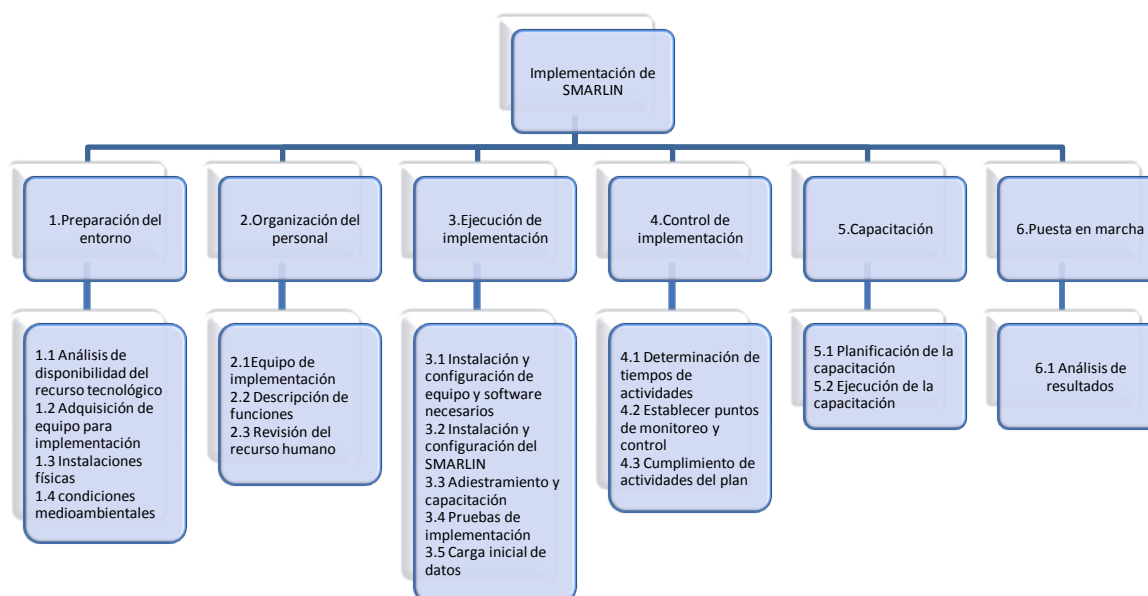 Implementación de
SMARLIN
1.Preparación del
entorno
2.Organización del
personal
3.Ejecución de
implementación
4.Control de
implementación
5.Capacitación
6.Puesta en marcha
1.1 Análisis de
disponibilidad del
recurso tecnológico
1.2 Adquisición de
equipo para
implementación
1.3 Instalaciones
físicas
1.4 condiciones
medioambientales
2.1Equipo de
implementación
2.2 Descripción de
funciones
2.3 Revisión del
recurso humano
3.1 Instalación y
configuración de
equipo y software
necesarios
3.2 Instalación y
configuración del
SMARLIN
3.3 Adiestramiento y
capacitación
3.4 Pruebas de
implementación
3.5 Carga inicial de
datos
4.1 Determinación de
tiempos de
actividades
4.2 Establecer puntos
de monitoreo y
control
4.3 Cumplimiento de
actividades del plan
5.1 Planificación de la
capacitación
5.2 Ejecución de la
capacitación
6.1 Análisis de
resultados